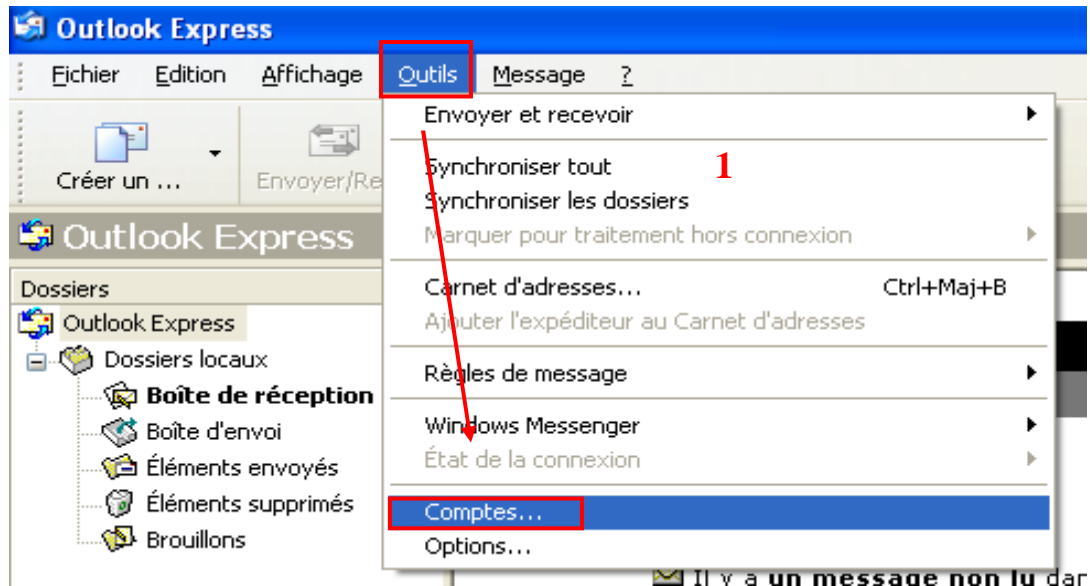 Outlook Express
Fichier Edition Affichage Outils Message ?
Créer un ... Envoyer/Re
Outlook Express
Dossiers
Outlook Express
Dossiers locaux
Boîte de réception
Boîte d'envoi
Éléments envoyés
Éléments supprimés
Brouillons
Envoyer et recevoir
Synchroniser tout 1
Synchroniser les dossiers
Marquer pour traitement hors connexion
Carnet d'adresses... Ctrl+Maj+B
Ajouter l'expéditeur au Carnet d'adresses
Règles de message
Windows Messenger
État de la connexion
Comptes...
Options...
Il y a un message non lu dan